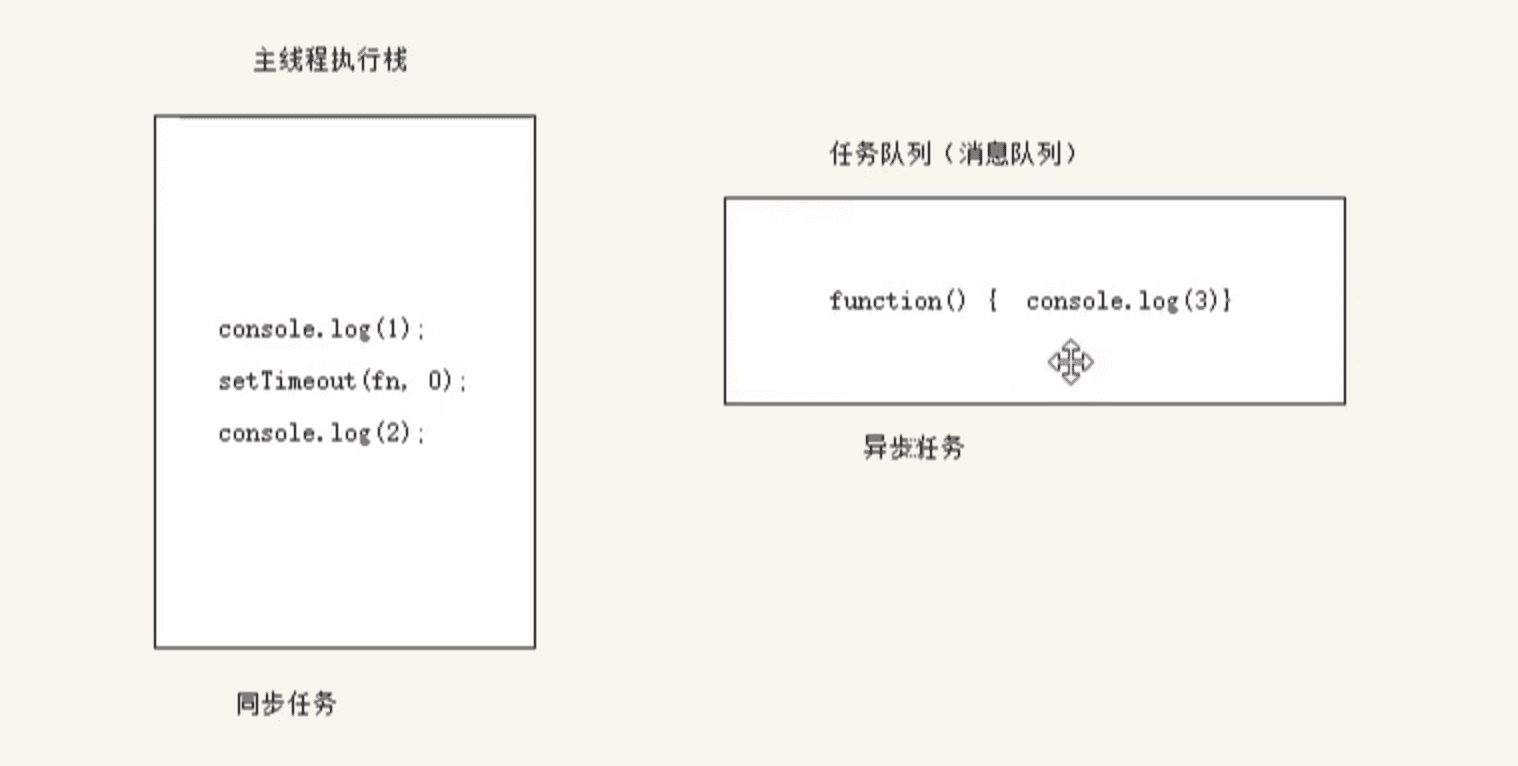 主线程执行栈
console.log(1);
setTimeout(fn, 0);
console.log(2);
同步任务
任务队列（消息队列）
function() {  console.log(3)}
异步任务